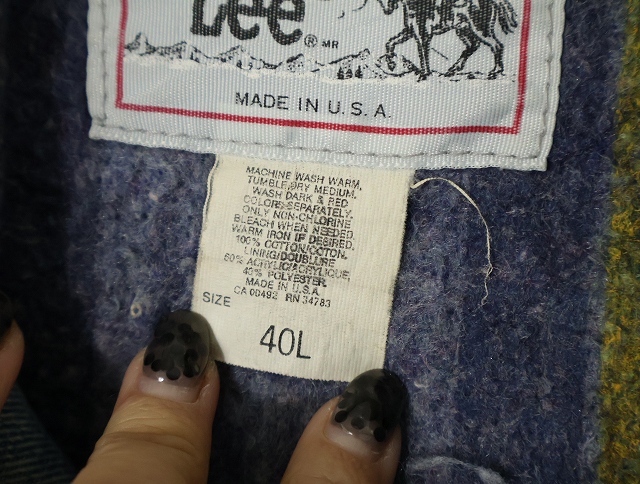 Lee
® MR
MADE IN U.S.A.
MACHINE WASH WARM,
TUMBLE DRY MEDIUM.
WASH DARK & RED
COLORS SEPARATELY.
ONLY NON-CHLORINE
BLEACH WHEN NEEDED.
WARM IRON IF DESIRED.
100% COTTON/COTON.
LINING/DOUBLURE
60% ACRYLIC/ACRYLIQUE,
40% POLYESTER.
MADE IN U.S.A.
CA 00492 RN 34783
SIZE
40L